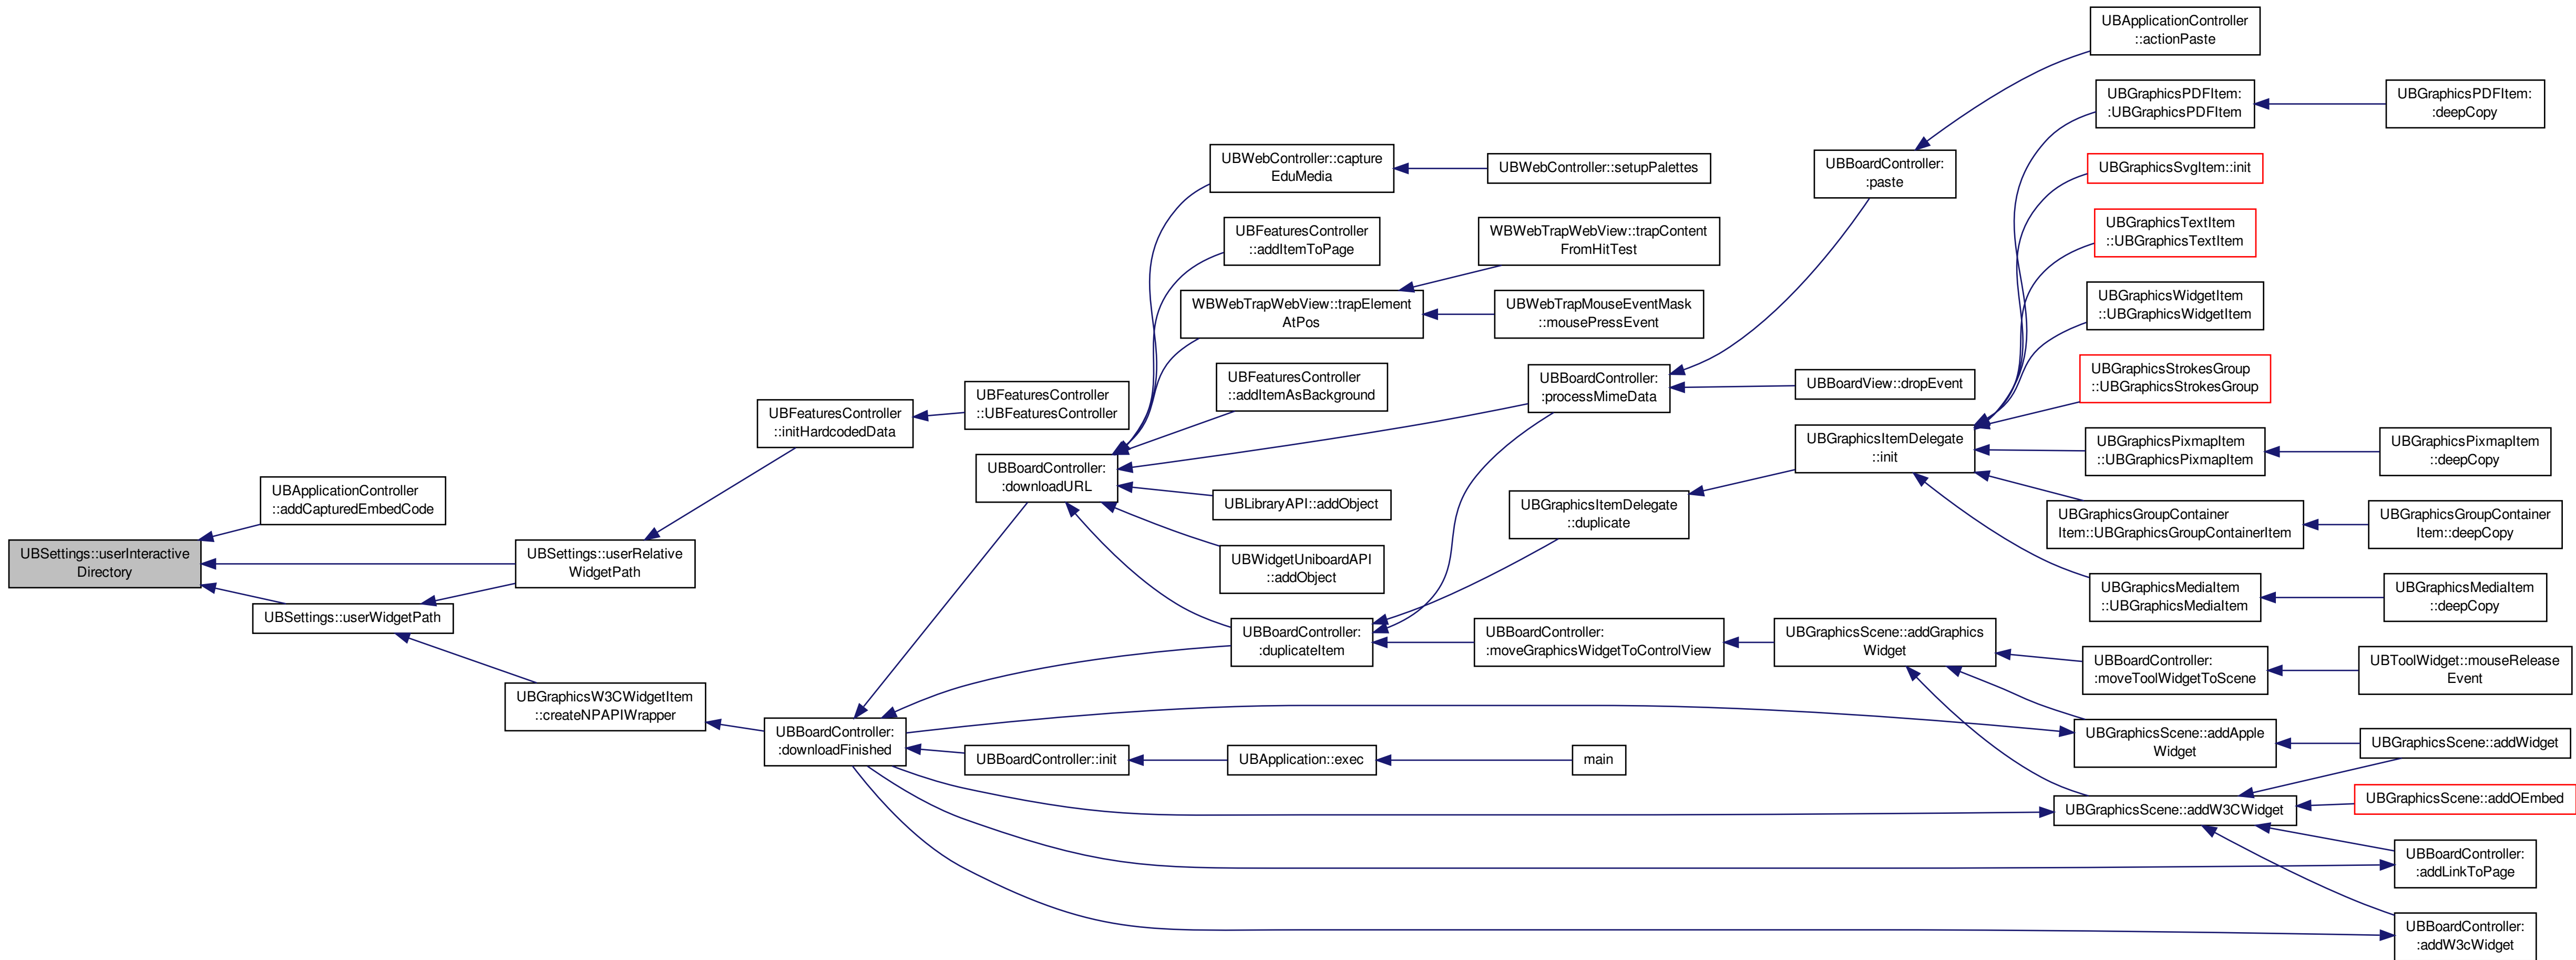 UBSettings::userInteractive
Directory
UBApplicationController
::addCapturedEmbedCode
UBSettings::userRelative
WidgetPath
UBSettings::userWidgetPath
UBFeaturesController
::initHardcodedData
UBFeaturesController
::UBFeaturesController
UBGraphicsW3CWidgetItem
::createNPAPIWrapper
UBBoardController:
:downloadFinished
UBBoardController:
:downloadURL
UBWebController::capture
EduMedia
UBWebController::setupPalettes
UBFeaturesController
::addItemToPage
WBWebTrapWebView::trapElement
AtPos
WBWebTrapWebView::trapContent
FromHitTest
UBWebTrapMouseEventMask
::mousePressEvent
UBFeaturesController
::addItemAsBackground
UBBoardController:
:processMimeData
UBBoardController:
:paste
UBApplicationController
::actionPaste
UBBoardView::dropEvent
UBLibraryAPI::addObject
UBWidgetUniboardAPI
::addObject
UBBoardController:
:duplicateItem
UBGraphicsItemDelegate
::duplicate
UBGraphicsItemDelegate
::init
UBGraphicsPDFItem:
:UBGraphicsPDFItem
UBGraphicsPDFItem:
:deepCopy
UBGraphicsSvgItem::init
UBGraphicsTextItem
::UBGraphicsTextItem
UBGraphicsWidgetItem
::UBGraphicsWidgetItem
UBGraphicsStrokesGroup
::UBGraphicsStrokesGroup
UBGraphicsPixmapItem
::UBGraphicsPixmapItem
UBGraphicsPixmapItem
::deepCopy
UBGraphicsGroupContainer
Item::UBGraphicsGroupContainerItem
UBGraphicsGroupContainer
Item::deepCopy
UBGraphicsMediaItem
::UBGraphicsMediaItem
UBGraphicsMediaItem
::deepCopy
UBBoardController:
:moveGraphicsWidgetToControlView
UBGraphicsScene::addGraphics
Widget
UBBoardController:
:moveToolWidgetToScene
UBToolWidget::mouseRelease
Event
UBGraphicsScene::addApple
Widget
UBGraphicsScene::addWidget
UBBoardController::init
UBApplication::exec
main
UBGraphicsScene::addW3CWidget
UBGraphicsScene::addOEmbed
UBBoardController:
:addLinkToPage
UBBoardController:
:addW3cWidget